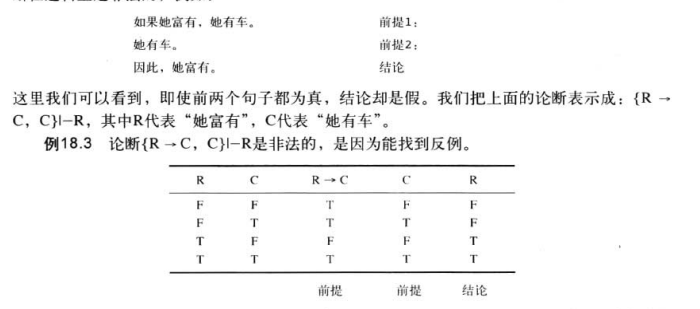 如果她富有，她有车。 前提1：
她有车。 前提2：
因此，她富有。 结论
这里我们可以看到，即使前两个句子都为真，结论却是假。我们把上面的论断表示成：{R →
C，C}|−R，其中R代表“她富有”，C代表“她有车”。
例18.3 论断{R→C，C}|−R是非法的，是因为能找到反例。
R C R→C C R
F F T F F
F T T T F
T F F F T
T T T T T
前提 前提 结论